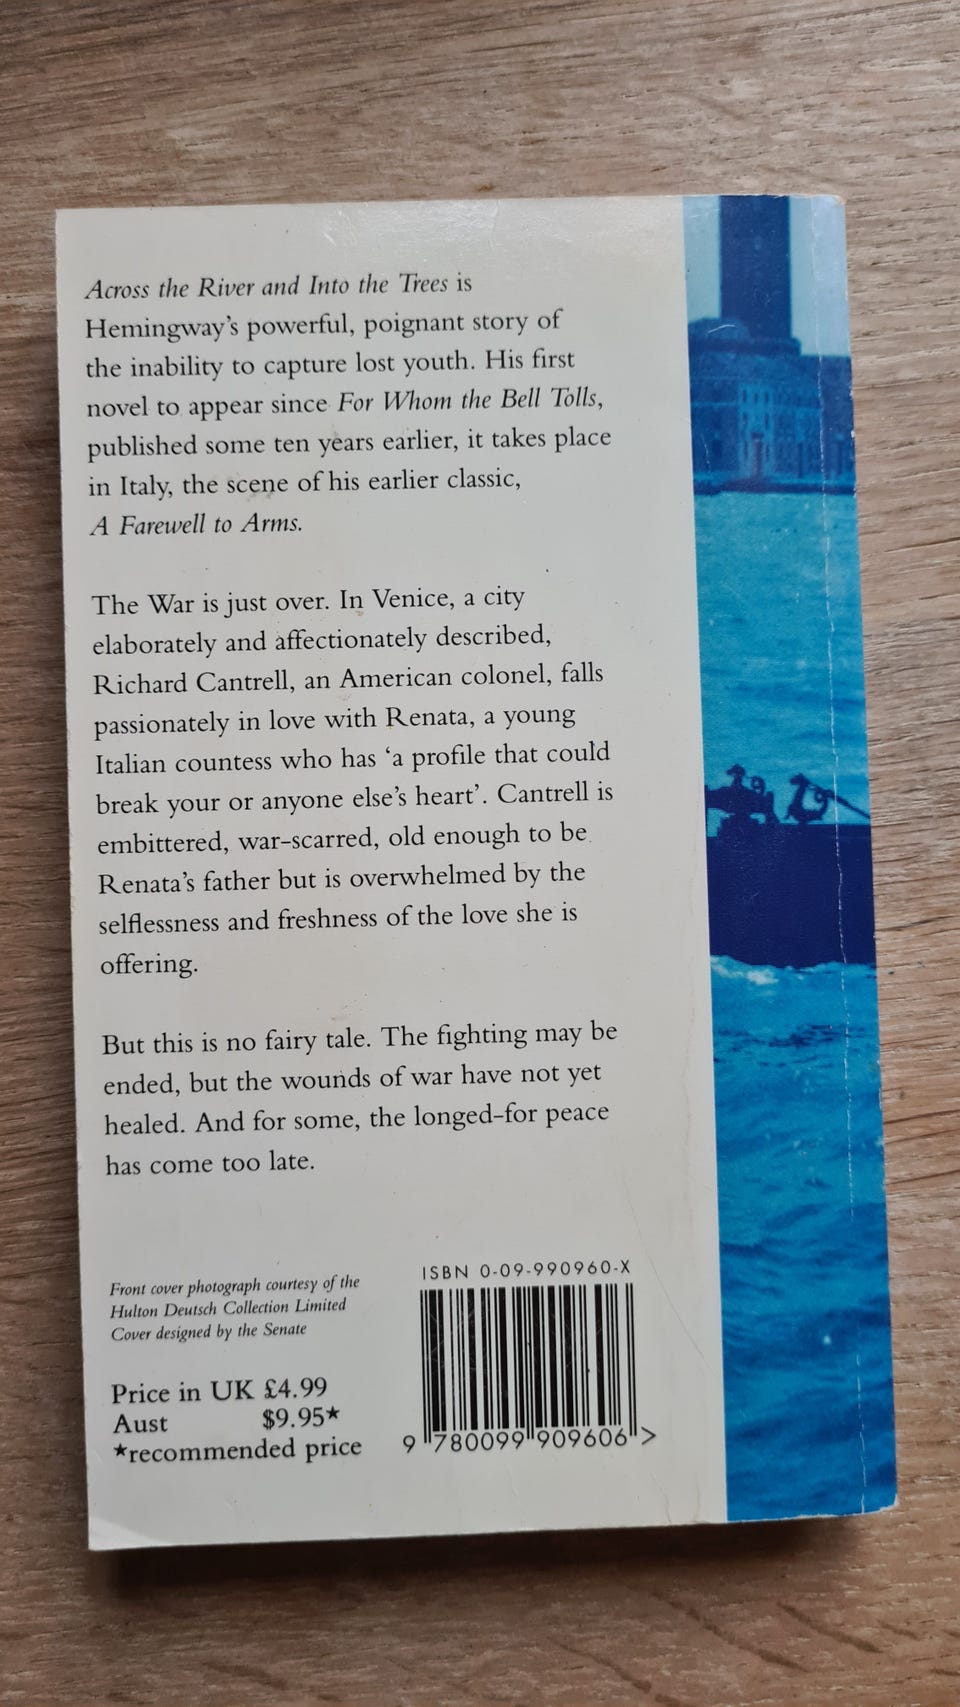 Across the River and Into the Trees is
Hemingway's powerful, poignant story of
the inability to capture lost youth. His first
novel to appear since For Whom the Bell Tolls,
published some ten years earlier, it takes place
in Italy, the scene of his earlier classic,
A Farewell to Arms.
The War is just over. In Venice, a city
elaborately and affectionately described,
Richard Cantrell, an American colonel, falls
passionately in love with Renata, a young
Italian countess who has ‘a profile that could
break your or anyone else's heart’. Cantrell is
embittered, war-scarred, old enough to be
Renata's father but is overwhelmed by the
selflessness and freshness of the love she is
offering.
But this is no fairy tale. The fighting may be
ended, but the wounds of war have not yet
healed. And for some, the longed-for peace
has come too late.
Front cover photograph courtesy of the
Hulton Deutsch Collection Limited
Cover designed by the Senate
Price in UK £4.99
Aust $9.95★
★recommended price
ISBN 0-09-990960-X
9 780099 909606 >